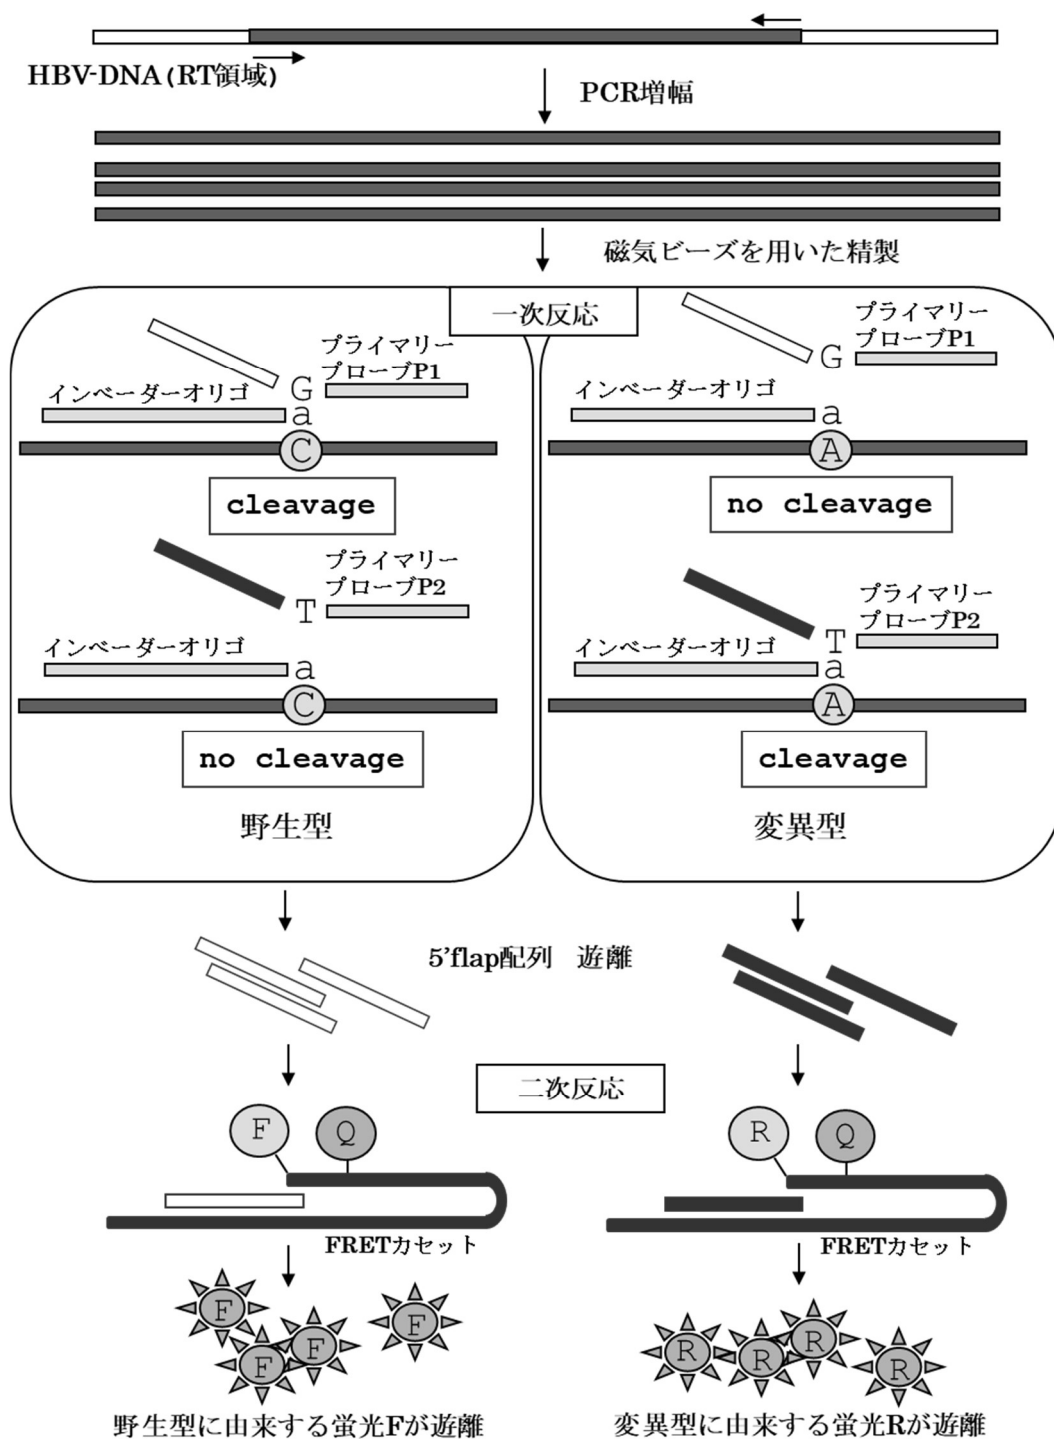 HBV-DNA(RT領域)
PCR増幅
磁気ビーズを用いた精製
一次反応
プライマリー
プローブP1
G
インベーダーオリゴ
a
C
cleavage
プライマリー
プローブP2
T
インベーダーオリゴ
a
C
no cleavage
野生型
プライマリー
プローブP1
G
インベーダーオリゴ
a
A
no cleavage
プライマリー
プローブP2
T
インベーダーオリゴ
a
A
cleavage
変異型
5'flap配列　遊離
二次反応
F
Q
FRETカセット
R
Q
FRETカセット
F
F
F
F
R
R
R
R
野生型に由来する蛍光Fが遊離
変異型に由来する蛍光Rが遊離